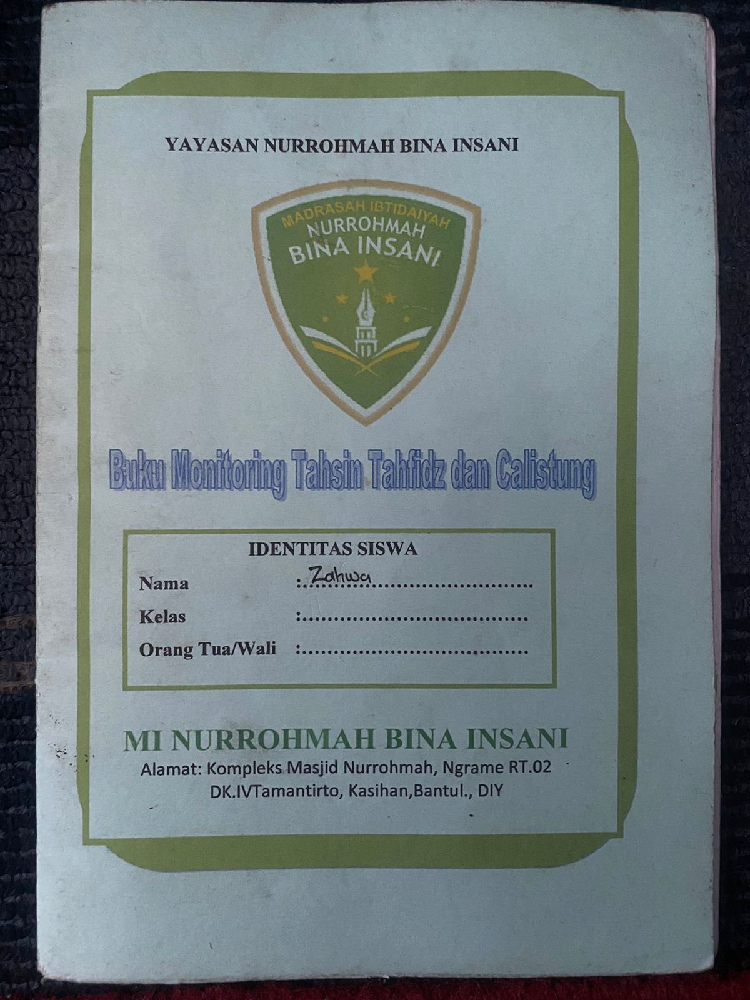 YAYASAN NURROHMAH BINA INSANI
MADRASAH IBTIDAIYAH
NURROHMAH
BINA INSANI
Buku Monitoring Tahsin Tahfidz dan Calistung
IDENTITAS SISWA
Nama : Zahwa
Kelas :
Orang Tua/Wali :
MI NURROHMAH BINA INSANI
Alamat: Kompleks Masjid Nurrohmah, Ngrame RT.02
DK.IVTamantirto, Kasihan,Bantul., DIY